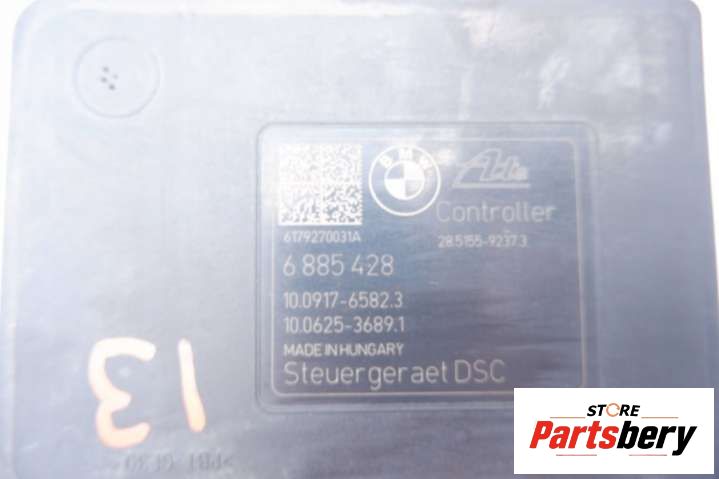 BMW Ate
Controller
6179270031A 28.5155-9237.3
6 885 428
10.0917-6582.3
10.0625-3689.1
MADE IN HUNGARY
Steuergeraet DSC
13
STORE
Partsbery